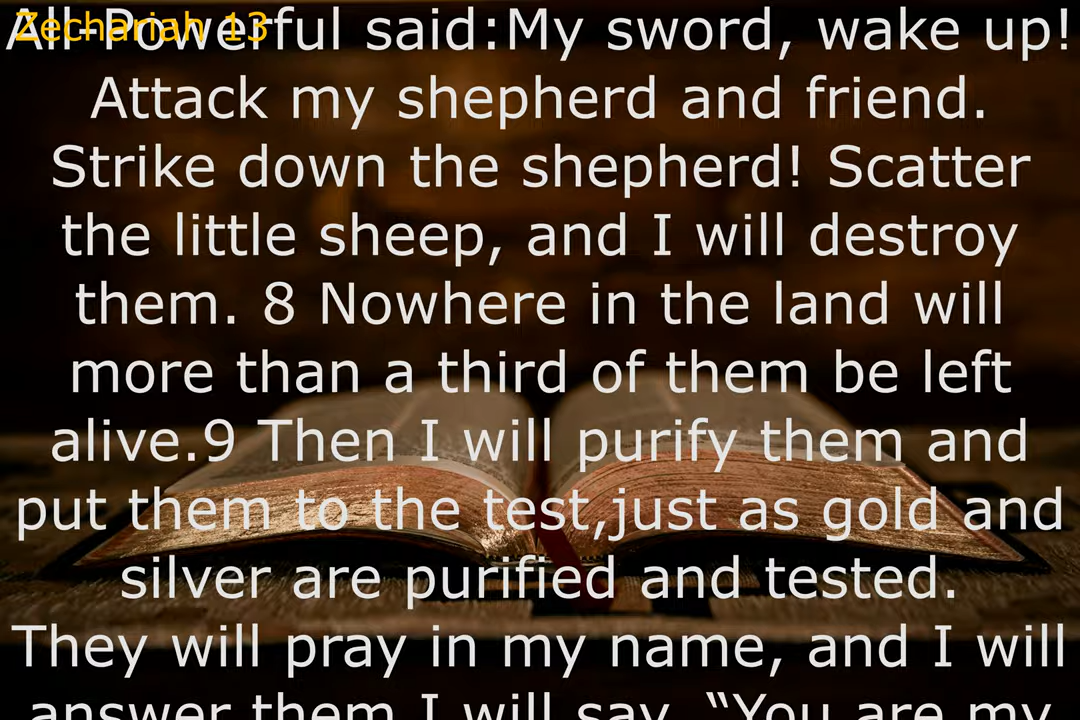 Zechariah 13
All-Powerful said:My sword, wake up!
Attack my shepherd and friend.
Strike down the shepherd! Scatter
the little sheep, and I will destroy
them. 8 Nowhere in the land will
more than a third of them be left
alive.9 Then I will purify them and
put them to the test,just as gold and
silver are purified and tested.
They will pray in my name, and I will
answer them.I will say, “You are my